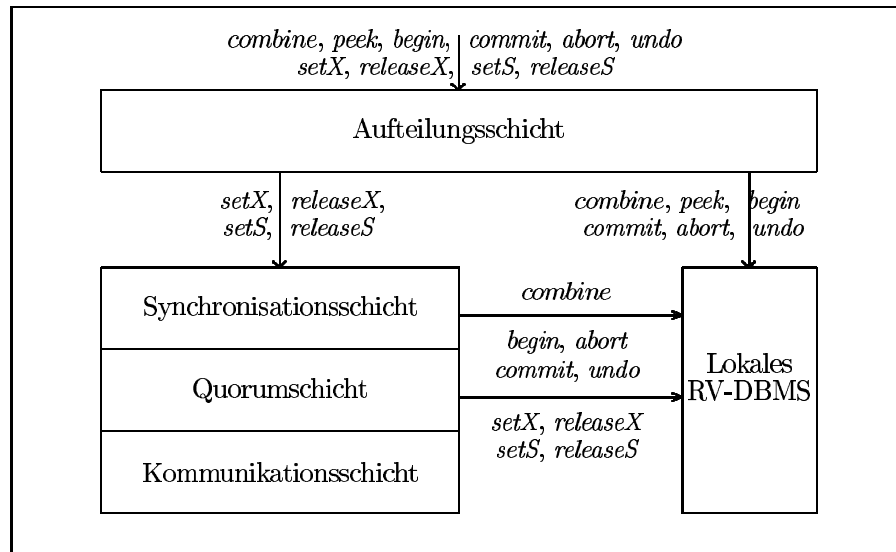 combine, peek, begin, commit, abort, undo
setX, releaseX, setS, releaseS
Aufteilungsschicht
setX, releaseX,
setS, releaseS
combine, peek, begin
commit, abort, undo
Synchronisationsschicht
Quorumschicht
Kommunikationsschicht
combine
begin, abort
commit, undo
setX, releaseX
setS, releaseS
Lokales
RV-DBMS